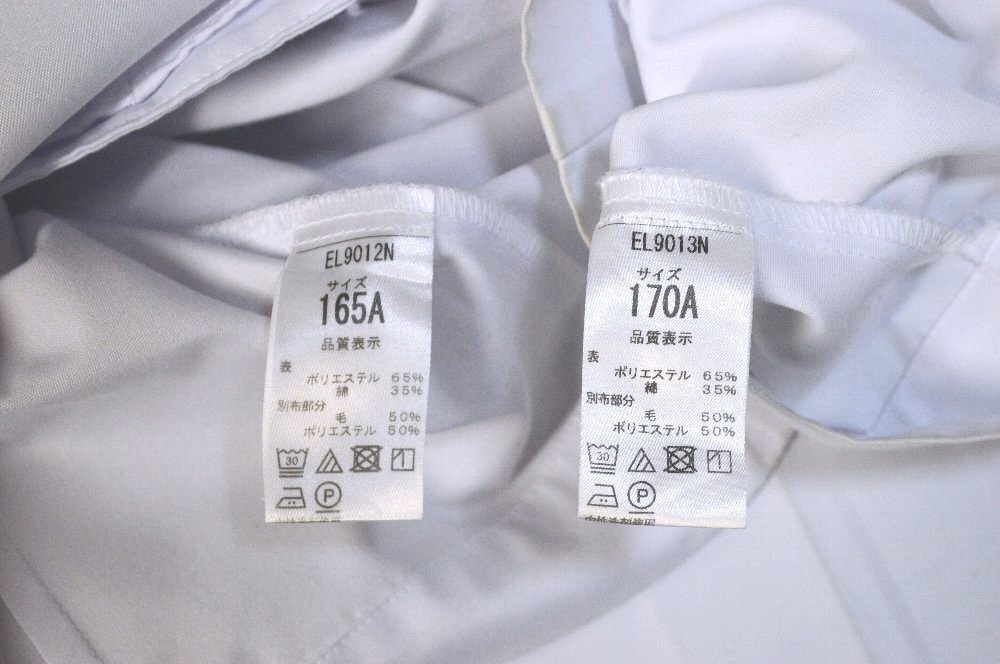 EL9012N
サイズ
165A
品質表示
表
ポリエステル 65%
綿 35%
別布部分
毛 50%
ポリエステル 50%
30
P
EL9013N
サイズ
170A
品質表示
表
ポリエステル 65%
綿 35%
別布部分
毛 50%
ポリエステル 50%
30
P